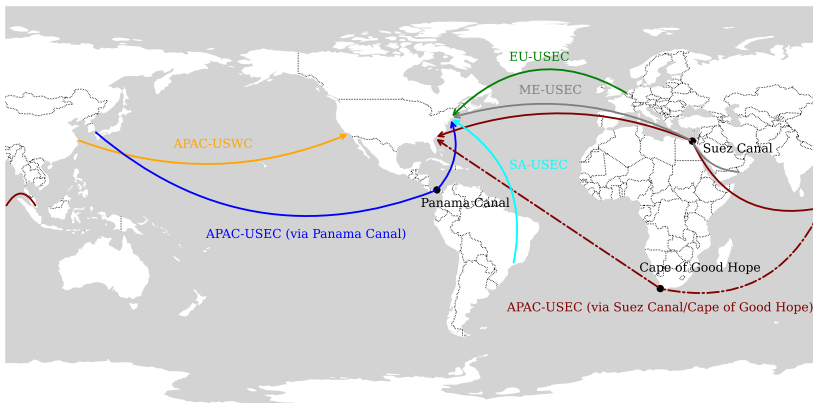 EU-USEC
ME-USEC
APAC-USWC
Suez Canal
SA-USEC
Panama Canal
APAC-USEC (via Panama Canal)
Cape of Good Hope
APAC-USEC (via Suez Canal/Cape of Good Hope)